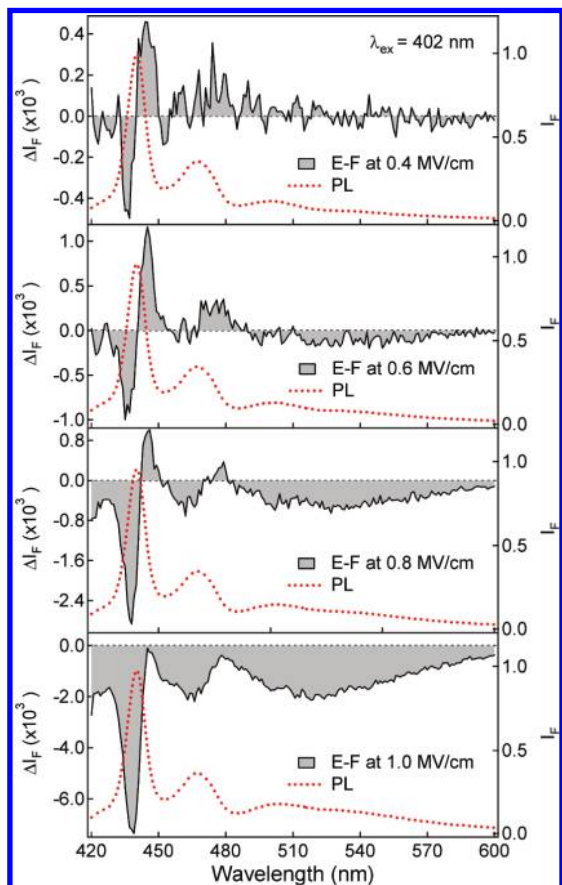 λex = 402 nm
ΔIF (x10³)
0.4
0.2
0.0
-0.2
-0.4
1.0
0.5
0.0
IF
E-F at 0.4 MV/cm
PL
ΔIF (x10³)
1.0
0.5
0.0
-0.5
-1.0
1.0
0.5
0.0
IF
E-F at 0.6 MV/cm
PL
ΔIF (x10³)
0.8
0.0
-0.8
-1.6
-2.4
1.0
0.5
0.0
IF
E-F at 0.8 MV/cm
PL
ΔIF (x10³)
0.0
-2.0
-4.0
-6.0
1.0
0.5
0.0
IF
E-F at 1.0 MV/cm
PL
420 450 480 510 540 570 600
Wavelength (nm)